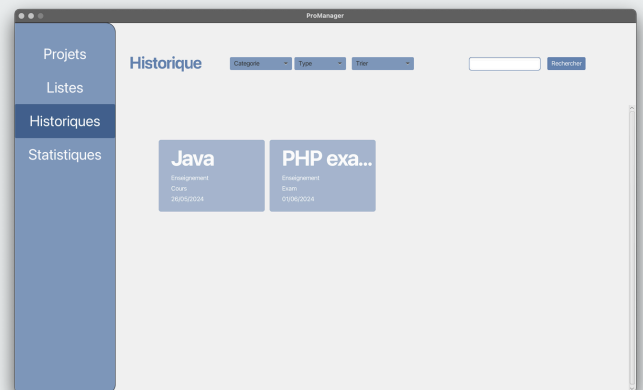 ProManager
Projets
Listes
Historiques
Statistiques
Historique
Categorie
Type
Trier
Rechercher
Java
Enseignement
Cours
26/05/2024
PHP exa...
Enseignement
Exam
01/06/2024